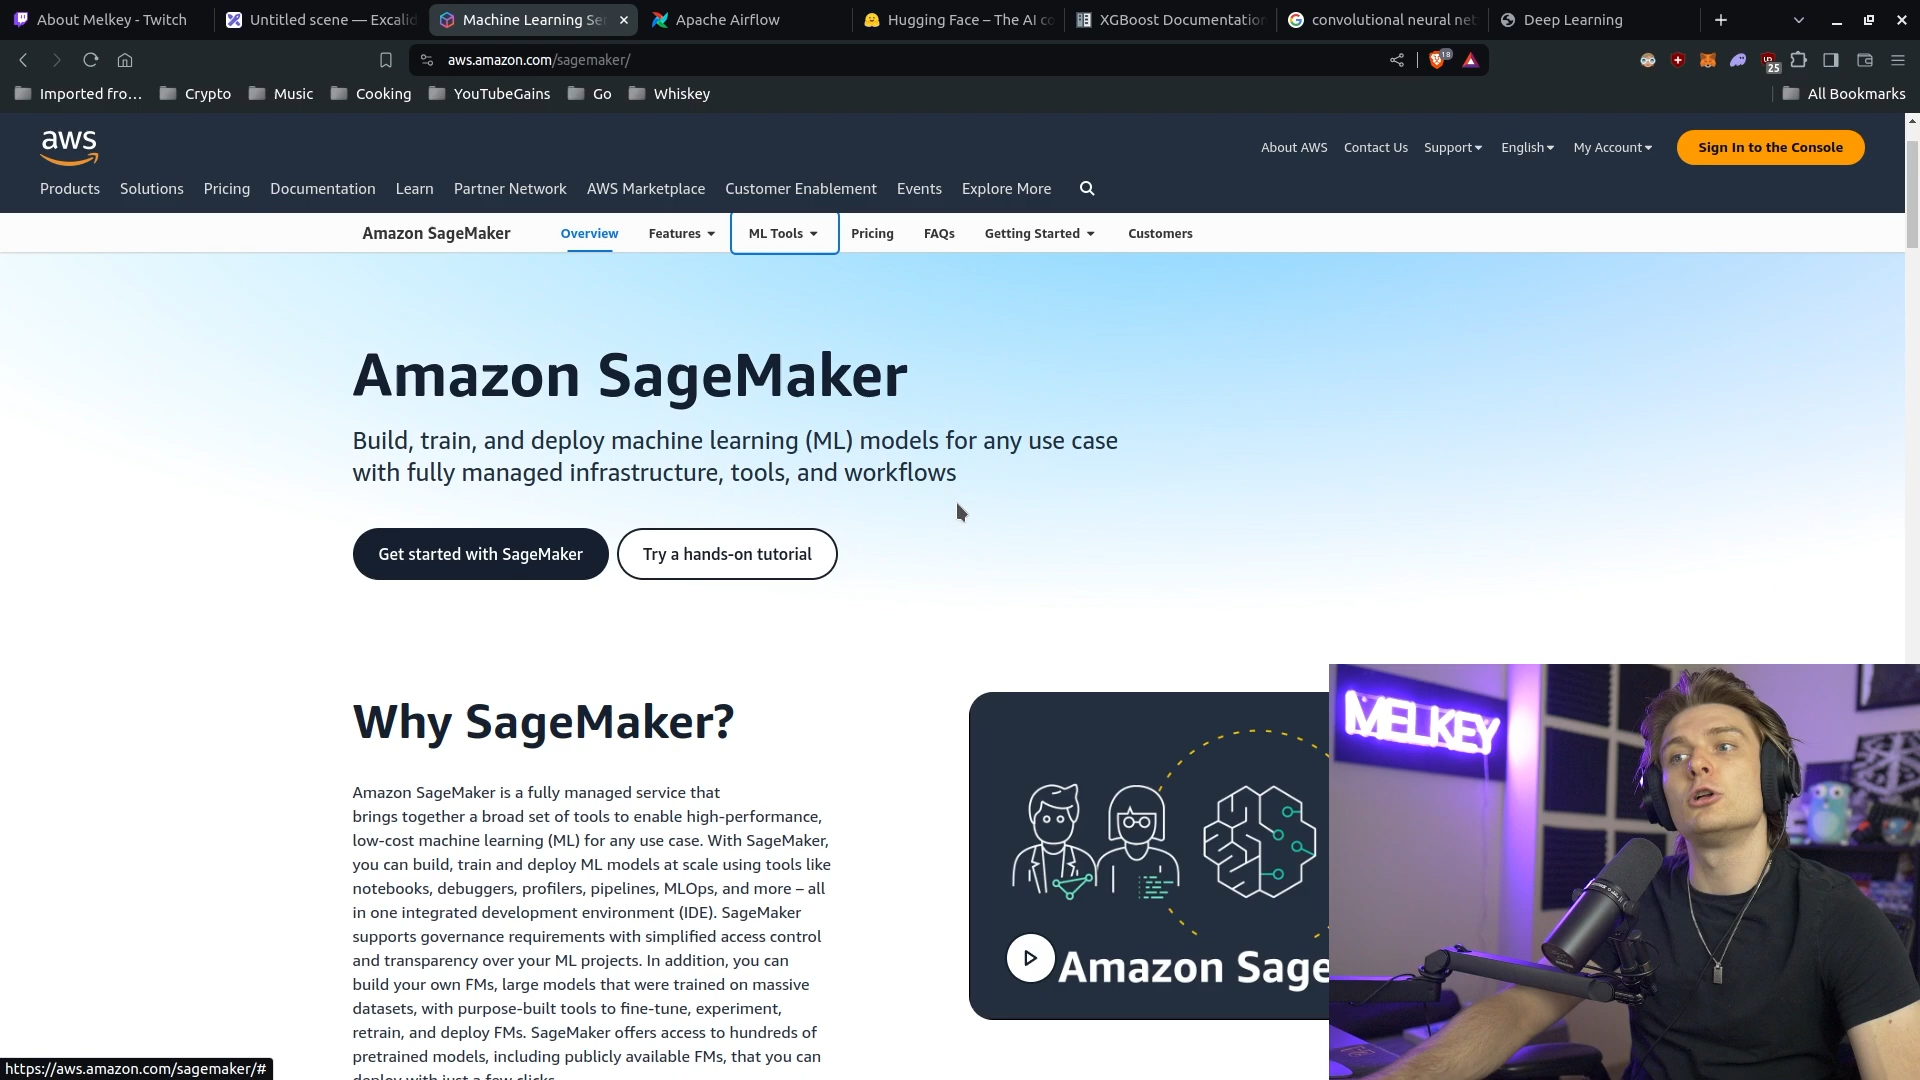 About Melkey - Twitch
Untitled scene — Excalid
Machine Learning Ser
Apache Airflow
Hugging Face – The AI co
XGBoost Documentation
convolutional neural net
Deep Learning
aws.amazon.com/sagemaker/
18
25
Imported fro...
Crypto
Music
Cooking
YouTubeGains
Go
Whiskey
All Bookmarks
aws
About AWS
Contact Us
Support
English
My Account
Sign In to the Console
Products
Solutions
Pricing
Documentation
Learn
Partner Network
AWS Marketplace
Customer Enablement
Events
Explore More
Amazon SageMaker
Overview
Features
ML Tools
Pricing
FAQs
Getting Started
Customers
Amazon SageMaker
Build, train, and deploy machine learning (ML) models for any use case
with fully managed infrastructure, tools, and workflows
Get started with SageMaker
Try a hands-on tutorial
Why SageMaker?
Amazon SageMaker is a fully managed service that
brings together a broad set of tools to enable high-performance,
low-cost machine learning (ML) for any use case. With SageMaker,
you can build, train and deploy ML models at scale using tools like
notebooks, debuggers, profilers, pipelines, MLOps, and more – all
in one integrated development environment (IDE). SageMaker
supports governance requirements with simplified access control
and transparency over your ML projects. In addition, you can
build your own FMs, large models that were trained on massive
datasets, with purpose-built tools to fine-tune, experiment,
retrain, and deploy FMs. SageMaker offers access to hundreds of
pretrained models, including publicly available FMs, that you can
deploy with just a few clicks.
Amazon Sage
MELKEY
https://aws.amazon.com/sagemaker/#